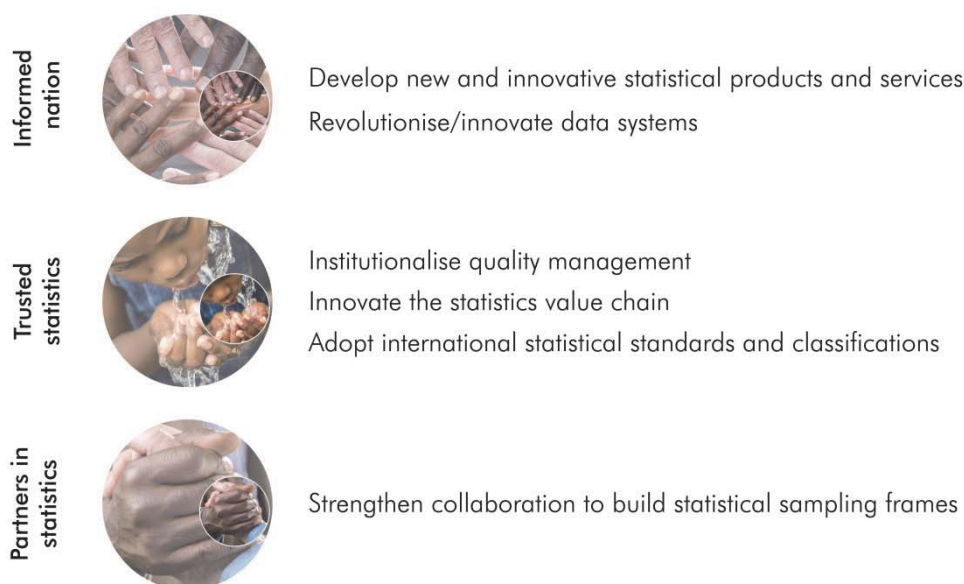 Informed
nation
Develop new and innovative statistical products and services
Revolutionise/innovate data systems
Trusted
statistics
Institutionalise quality management
Innovate the statistics value chain
Adopt international statistical standards and classifications
Partners in
statistics
Strengthen collaboration to build statistical sampling frames